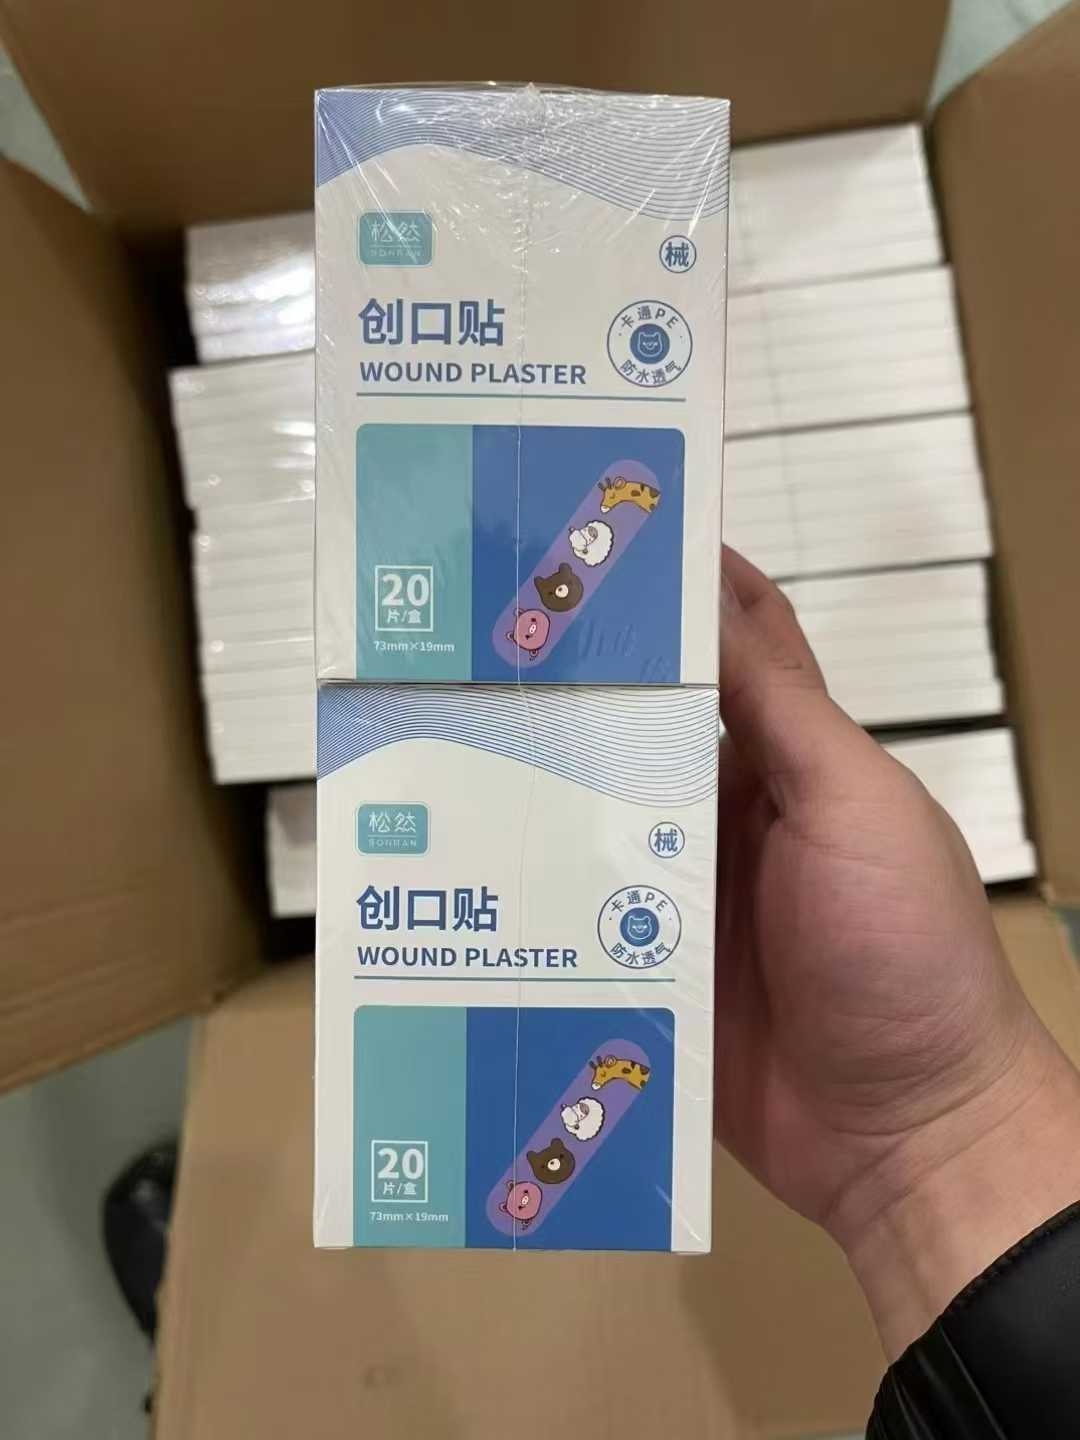 松然
SONRAN
械
创口贴
WOUND PLASTER
卡通PE
防水透气
20
片/盒
73mm×19mm
松然
SONRAN
械
创口贴
WOUND PLASTER
卡通PE
防水透气
20
片/盒
73mm×19mm